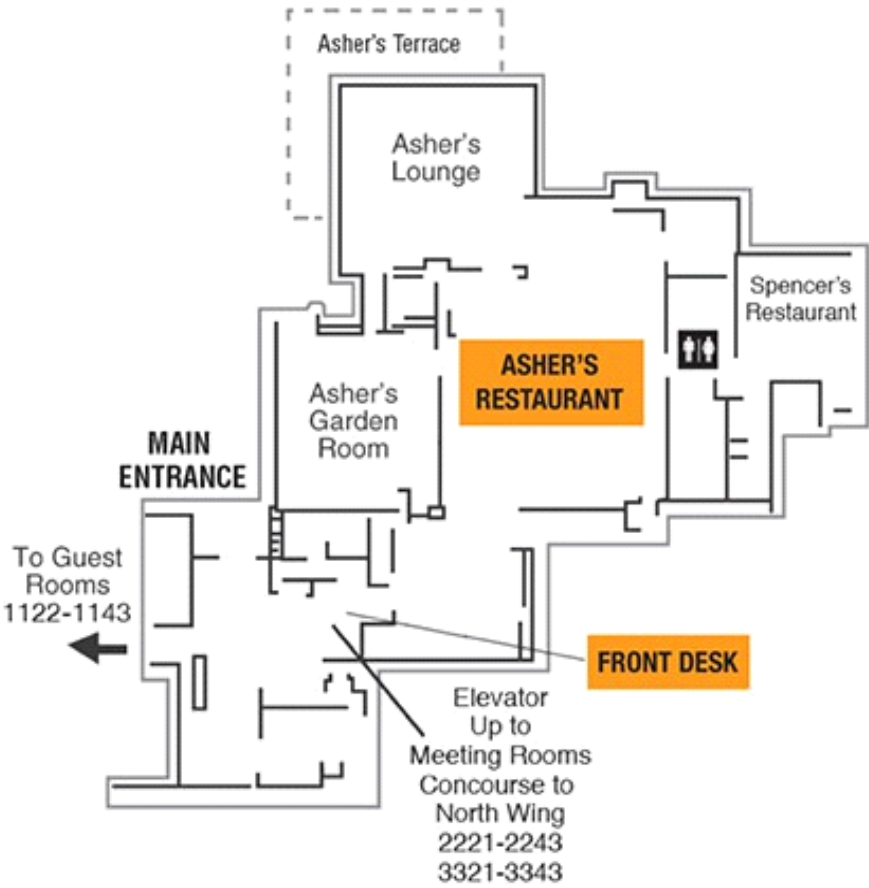 Asher's Terrace
Asher's
Lounge
Spencer's
Restaurant
ASHER'S
RESTAURANT
Asher's
Garden
Room
MAIN
ENTRANCE
To Guest
Rooms
1122-1143
FRONT DESK
Elevator
Up to
Meeting Rooms
Concourse to
North Wing
2221-2243
3321-3343